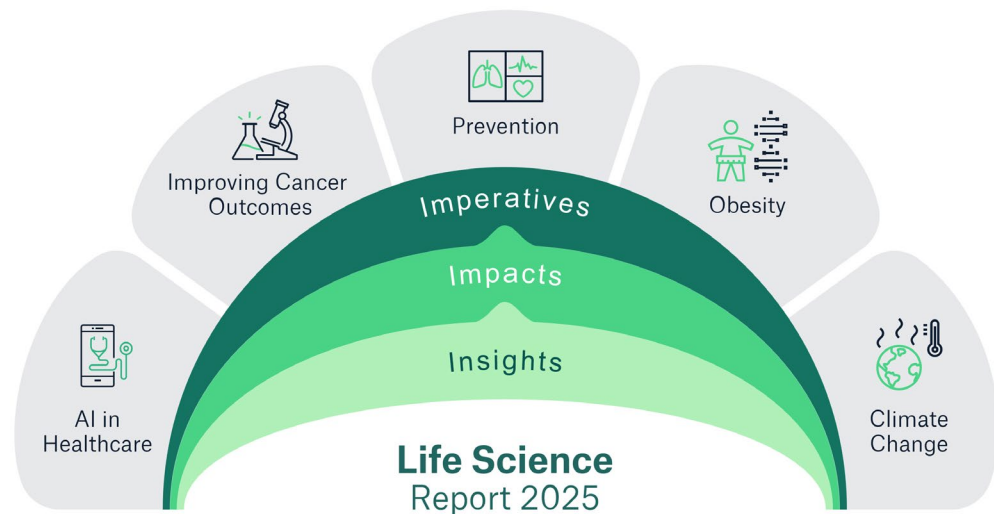 Prevention
Improving Cancer
Outcomes
Obesity
AI in
Healthcare
Climate
Change
Imperatives
Impacts
Insights
Life Science
Report 2025